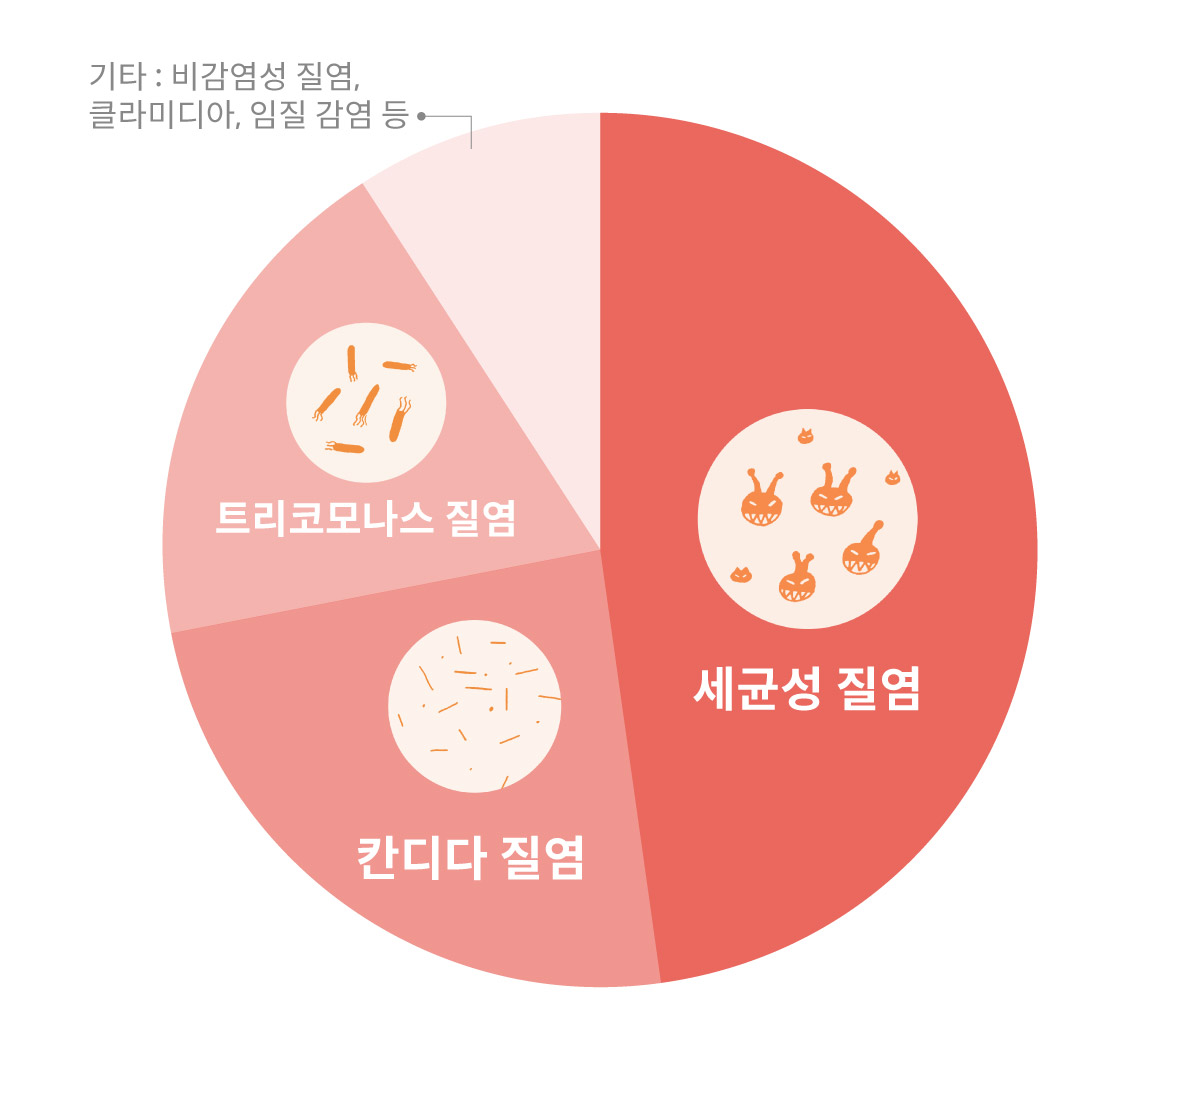 기타 : 비감염성 질염,
클라미디아, 임질 감염 등
트리코모나스 질염
세균성 질염
칸디다 질염